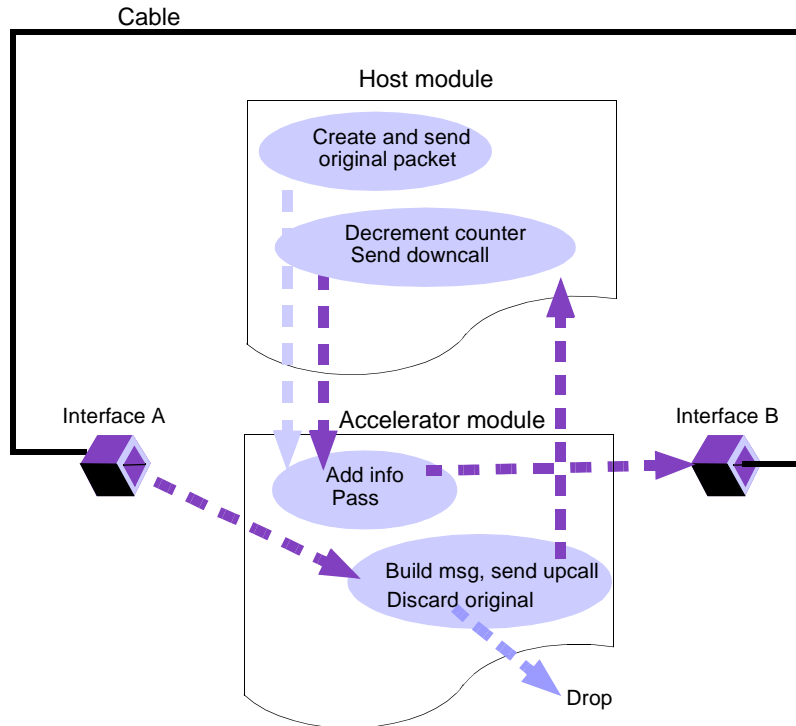 Cable
Host module
Create and send
original packet
Decrement counter
Send downcall
Interface A
Accelerator module
Interface B
Add info
Pass
Build msg, send upcall
Discard original
Drop